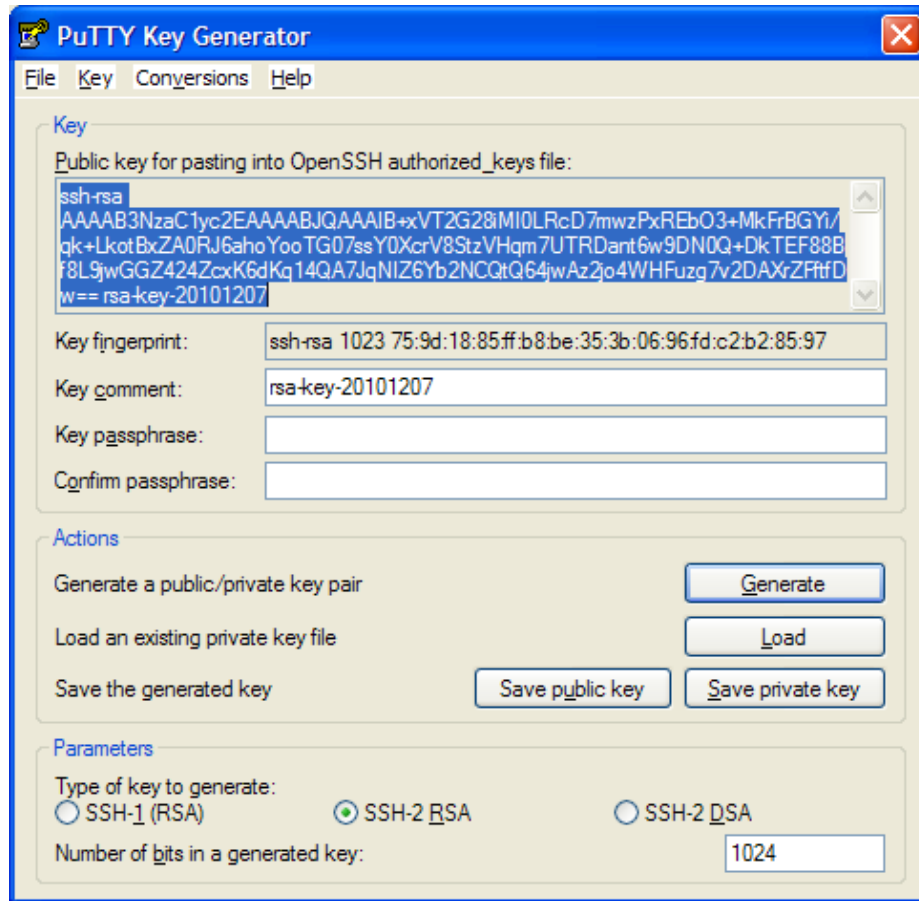 PuTTY Key Generator
File Key Conversions Help
Key
Public key for pasting into OpenSSH authorized_keys file:
ssh-rsa
AAAAB3NzaC1yc2EAAAABJQAAAIB+xVT2G28iMI0LRcD7mwzPxREbO3+MkFrBGYi/
qk+LkotBxZA0RJ6ahoYooTG07ssY0XcrV8StzVHqm7UTRDant6w9DN0Q+DkTEF88B
f8L9jwGGZ424ZcxK6dKq14QA7JqNIZ6Yb2NCQtQ64jwAz2jo4WHFuzg7v2DAXrZFftfD
w== rsa-key-20101207
Key fingerprint: ssh-rsa 1023 75:9d:18:85:ff:b8:be:35:3b:06:96:fd:c2:b2:85:97
Key comment: rsa-key-20101207
Key passphrase:
Confirm passphrase:
Actions
Generate a public/private key pair Generate
Load an existing private key file Load
Save the generated key Save public key Save private key
Parameters
Type of key to generate:
SSH-1 (RSA) SSH-2 RSA SSH-2 DSA
Number of bits in a generated key: 1024